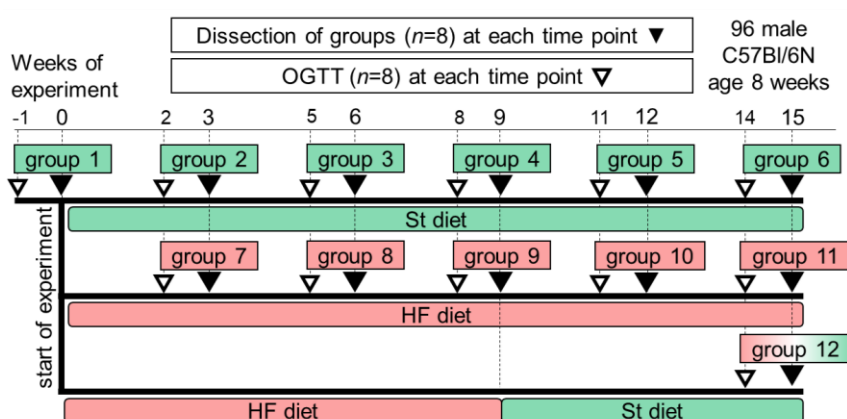 Dissection of groups (n=8) at each time point ▼
OGTT (n=8) at each time point ▽
96 male
C57Bl/6N
age 8 weeks
Weeks of
experiment
-1 0 2 3 5 6 8 9 11 12 14 15
group 1 group 2 group 3 group 4 group 5 group 6
St diet
group 7 group 8 group 9 group 10 group 11
HF diet
group 12
HF diet St diet
start of experiment